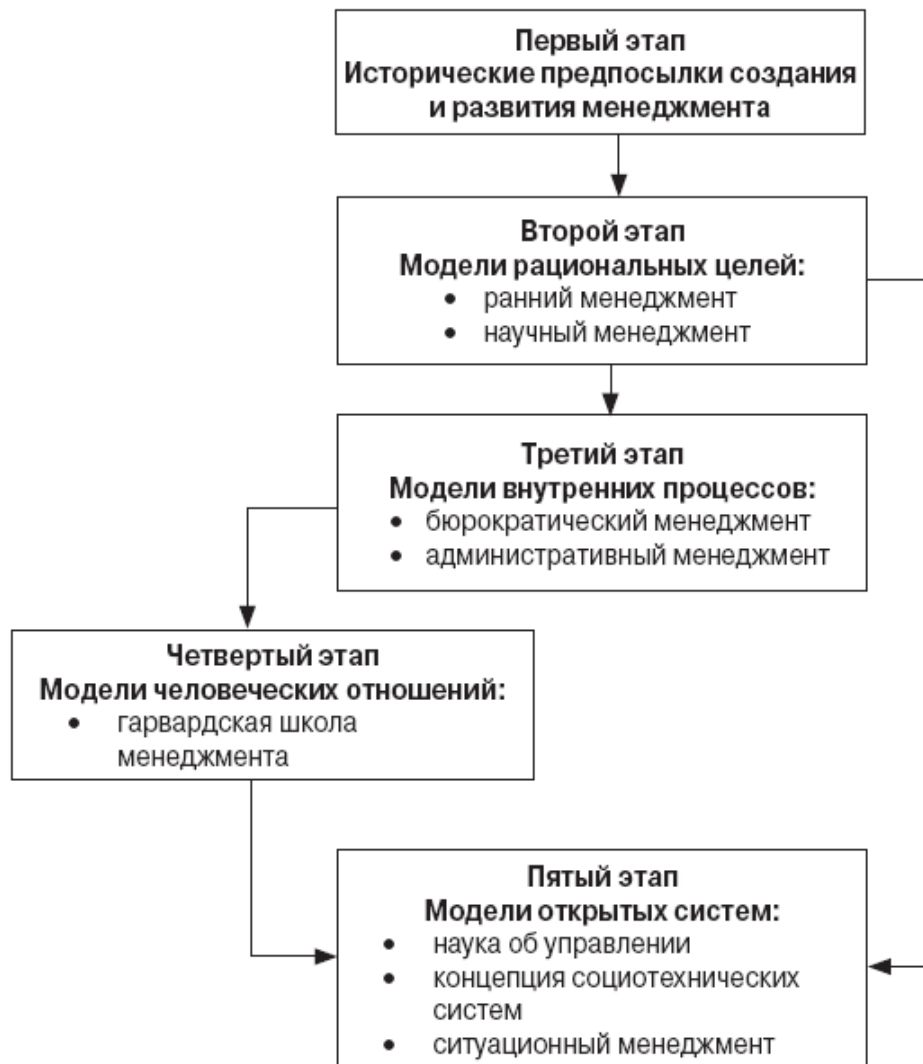 Первый этап
Исторические предпосылки создания
и развития менеджмента
Второй этап
Модели рациональных целей:
• ранний менеджмент
• научный менеджмент
Третий этап
Модели внутренних процессов:
• бюрократический менеджмент
• административный менеджмент
Четвертый этап
Модели человеческих отношений:
• гарвардская школа
менеджмента
Пятый этап
Модели открытых систем:
• наука об управлении
• концепция социотехнических
систем
• ситуационный менеджмент